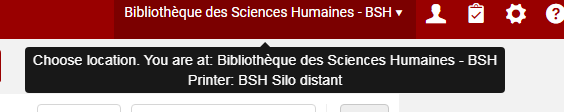 Bibliothèque des Sciences Humaines - BSH ▾
Choose location. You are at: Bibliothèque des Sciences Humaines - BSH
Printer: BSH Silo distant